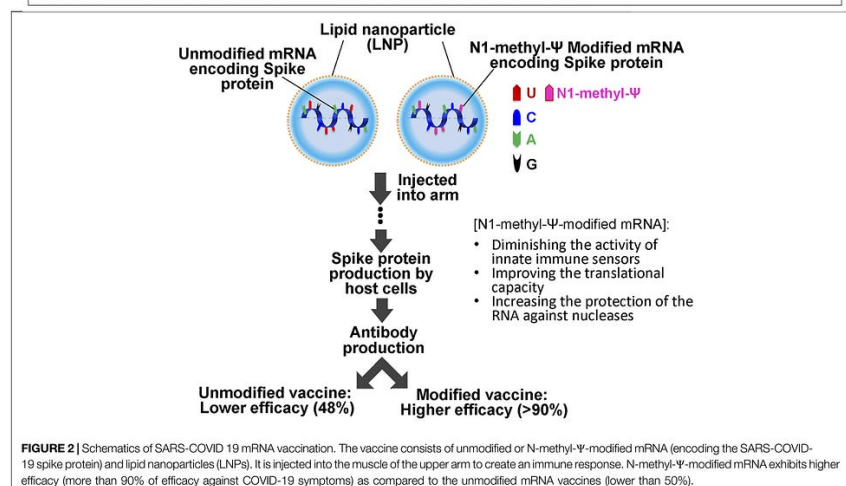 Lipid nanoparticle
(LNP)
Unmodified mRNA
encoding Spike
protein
N1-methyl-Ψ Modified mRNA
encoding Spike protein
U N1-methyl-Ψ
C
A
G
Injected
into arm
[N1-methyl-Ψ-modified mRNA]:
• Diminishing the activity of
innate immune sensors
• Improving the translational
capacity
• Increasing the protection of the
RNA against nucleases
Spike protein
production by
host cells
Antibody
production
Unmodified vaccine:
Lower efficacy (48%)
Modified vaccine:
Higher efficacy (>90%)
FIGURE 2 | Schematics of SARS-COVID 19 mRNA vaccination. The vaccine consists of unmodified or N-methyl-Ψ-modified mRNA (encoding the SARS-COVID-
19 spike protein) and lipid nanoparticles (LNPs). It is injected into the muscle of the upper arm to create an immune response. N-methyl-Ψ-modified mRNA exhibits higher
efficacy (more than 90% of efficacy against COVID-19 symptoms) as compared to the unmodified mRNA vaccines (lower than 50%).